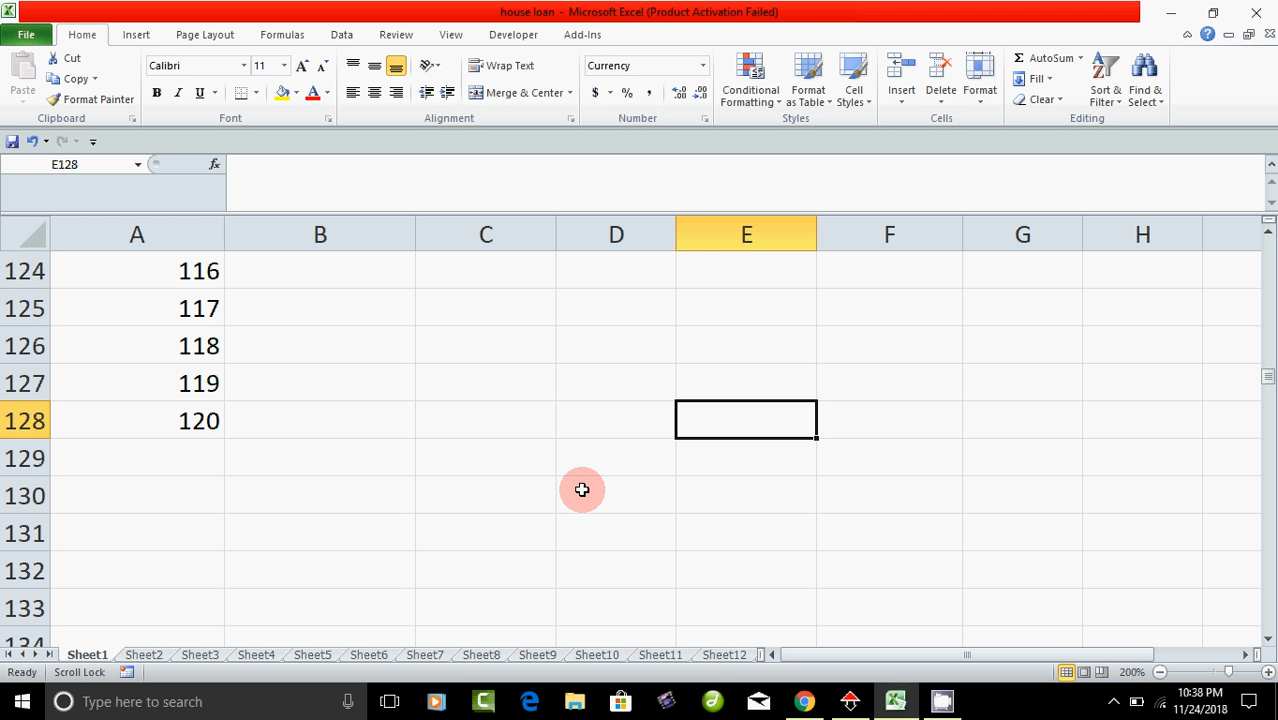 house loan - Microsoft Excel (Product Activation Failed)
File Home Insert Page Layout Formulas Data Review View Developer Add-Ins
Paste
Cut
Copy
Format Painter
Clipboard
Calibri 11
B I U
Font
Wrap Text
Merge & Center
Alignment
Currency
$ % ,
Number
Conditional Formatting
Format as Table
Cell Styles
Styles
Insert Delete Format
Cells
AutoSum
Fill
Clear
Sort & Filter
Find & Select
Editing
E128 fx
A B C D E F G H
124 116
125 117
126 118
127 119
128 120
129
130
131
132
133
134
Sheet1 Sheet2 Sheet3 Sheet4 Sheet5 Sheet6 Sheet7 Sheet8 Sheet9 Sheet10 Sheet11 Sheet12
Ready Scroll Lock 200%
Type here to search
10:38 PM
11/24/2018